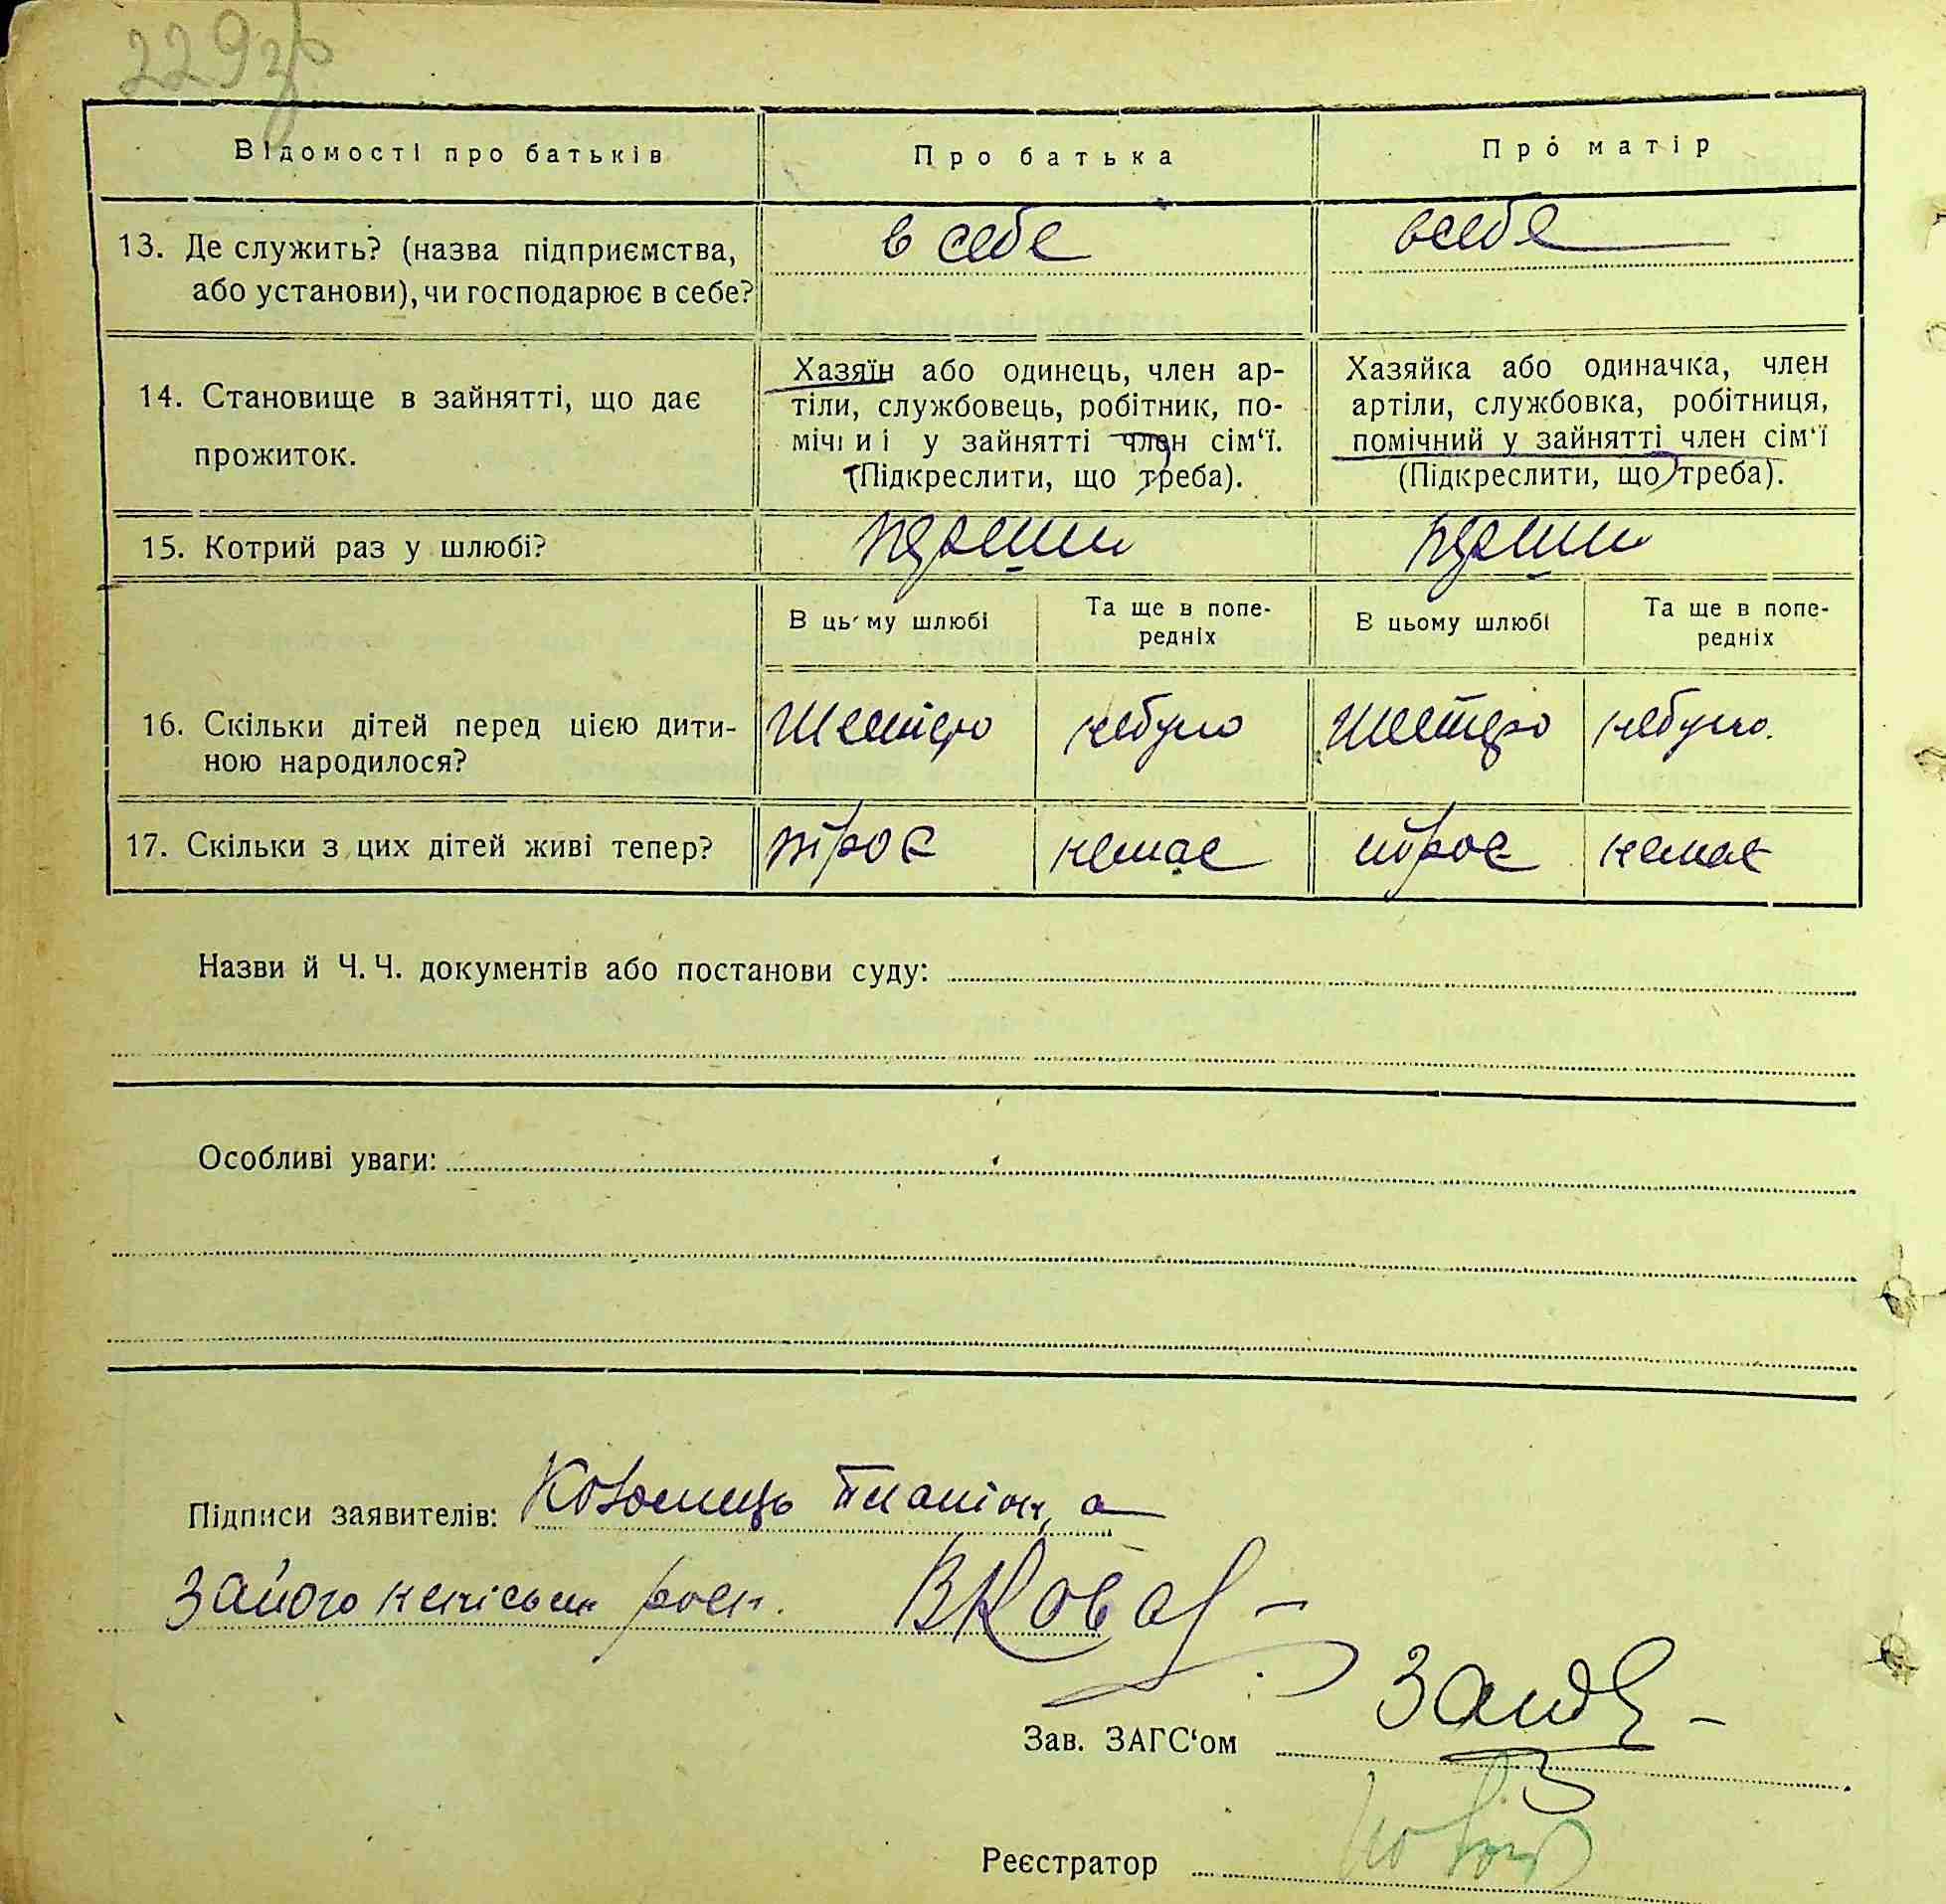 229зв
Відомості про батьків
Про батька
Про матір
13. Де служить? (назва підприємства,
або установи), чи господарює в себе?
в себе
всебе
14. Становище в зайнятті, що дає
прожиток.
Хазяїн або одинець, член ар-
тіли, службовець, робітник, по-
мічниі у зайнятті член сім‘ї.
(Підкреслити, що треба).
Хазяйка або одиначка, член
артіли, службовка, робітниця,
помічний у зайнятті член сім‘ї
(Підкреслити, що треба).
15. Котрий раз у шлюбі?
перший
перший
В цьому шлюбі
Та ще в попе-
редніх
В цьому шлюбі
Та ще в попе-
редніх
16. Скільки дітей перед цією дити-
ною народилося?
Шестеро
небуло
Шестеро
небуло.
17. Скільки з цих дітей живі тепер?
троє
немає
троє
немає
Назви й Ч. Ч. документів або постанови суду:
Особливі уваги:
Підписи заявителів:
а
за його неписьм росп.
Зав. ЗАГС‘ом
Реєстратор